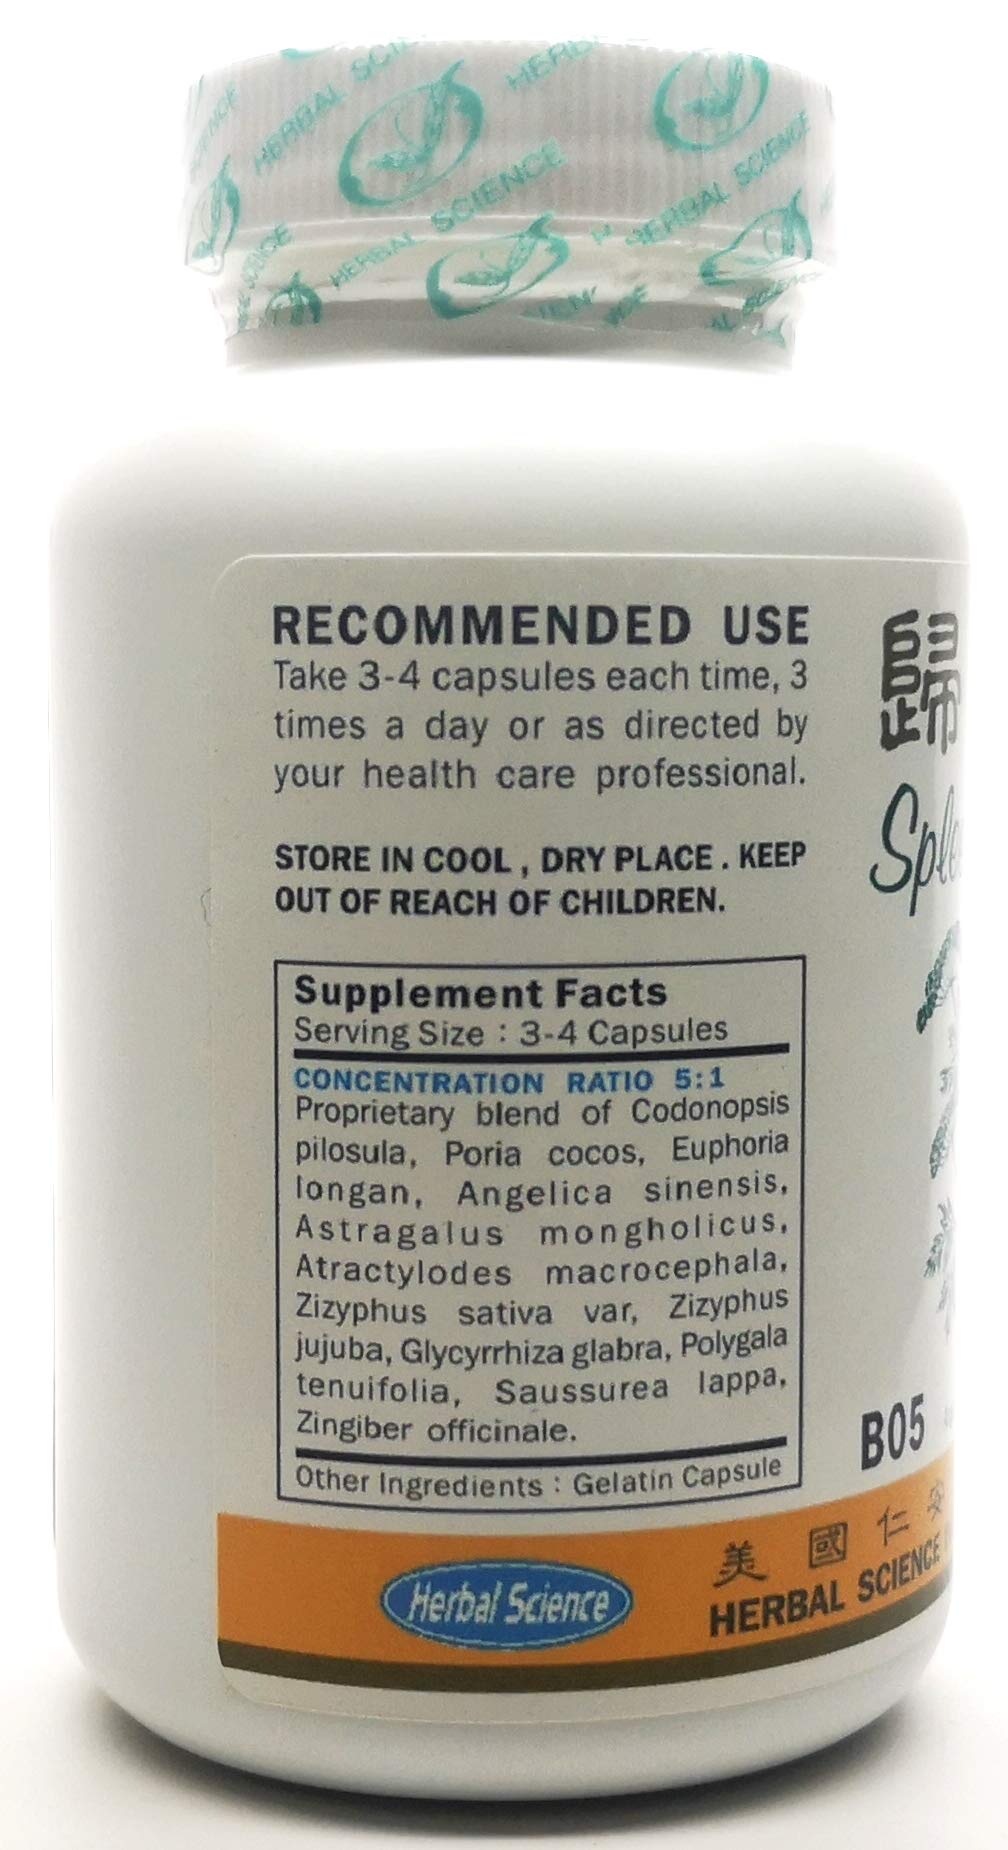 HERBAL SCIENCE
HERBAL SCIENCE
HERBAL SCIENCE
RECOMMENDED USE
Take 3-4 capsules each time, 3
times a day or as directed by
your health care professional.
STORE IN COOL , DRY PLACE . KEEP
OUT OF REACH OF CHILDREN.
Supplement Facts
Serving Size : 3-4 Capsules
CONCENTRATION RATIO 5:1
Proprietary blend of Codonopsis
pilosula, Poria cocos, Euphoria
longan, Angelica sinensis,
Astragalus mongholicus,
Atractylodes macrocephala,
Zizyphus sativa var, Zizyphus
jujuba, Glycyrrhiza glabra, Polygala
tenuifolia, Saussurea lappa,
Zingiber officinale.
Other Ingredients : Gelatin Capsule
Herbal Science
歸
B05
美國仁安
HERBAL SCIENCE